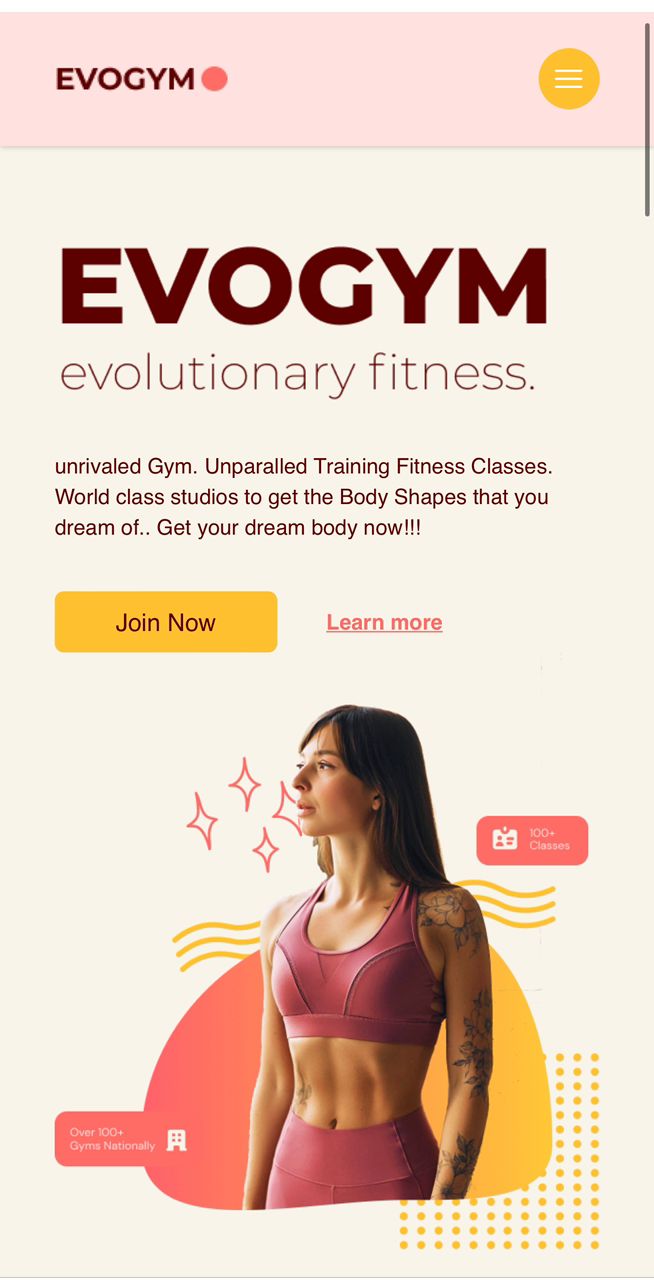 EVOGYM
EVOGYM
evolutionary fitness.
unrivaled Gym. Unparalled Training Fitness Classes.
World class studios to get the Body Shapes that you
dream of.. Get your dream body now!!!
Join Now
Learn more
100+
Classes
Over 100+
Gyms Nationally